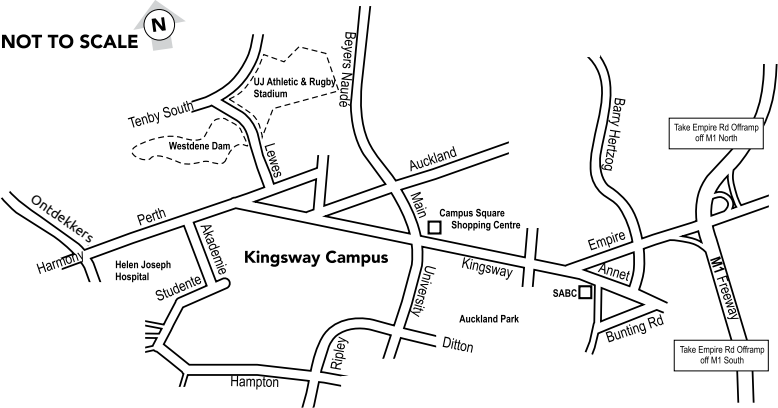 N
NOT TO SCALE
Beyers Naudé
UJ Athletic & Rugby
Stadium
Tenby South
Westdene Dam
Lewes
Barry Hertzog
Take Empire Rd Offramp
off M1 North
Auckland
Ontdekkers
Perth
Main
Campus Square
Shopping Centre
Akademie
Kingsway Campus
Empire
Harmony
Helen Joseph
Hospital
Kingsway
Annet
M1 Freeway
Studente
University
SABC
Auckland Park
Bunting Rd
Ripley
Ditton
Take Empire Rd Offramp
off M1 South
Hampton